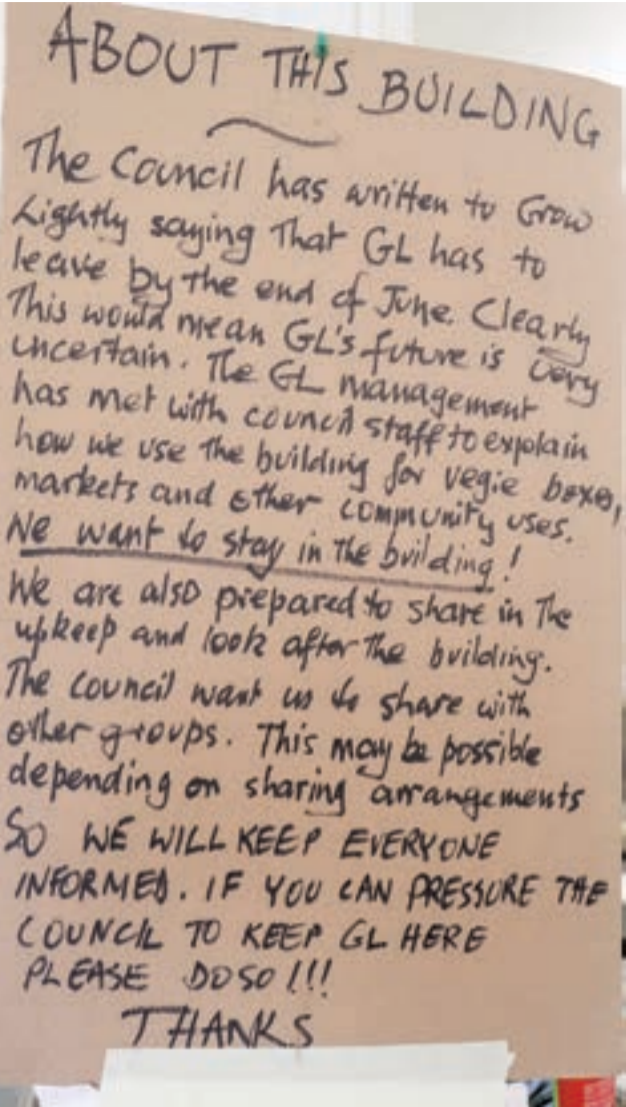 ABOUT THIS BUILDING
The Council has written to Grow
Lightly saying That GL has to
leave by the end of June. Clearly
This would mean GL's future is very
uncertain. The GL management
has met with council staff to explain
how we use the building for vegie boxes,
markets and other community uses.
We want to stay in the building!
We are also prepared to share in the
upkeep and look after the building.
The council want us to share with
other groups. This may be possible
depending on sharing arrangements
SO WE WILL KEEP EVERYONE
INFORMED. IF YOU CAN PRESSURE THE
COUNCIL TO KEEP GL HERE
PLEASE DO SO!!!
THANKS